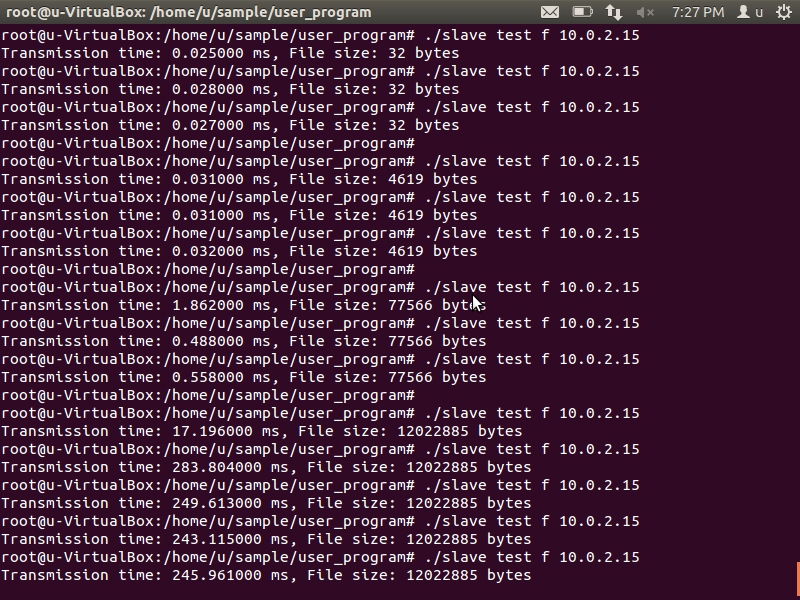 root@u-VirtualBox: /home/u/sample/user_program 7:27 PM u
root@u-VirtualBox:/home/u/sample/user_program# ./slave test f 10.0.2.15
Transmission time: 0.025000 ms, File size: 32 bytes
root@u-VirtualBox:/home/u/sample/user_program# ./slave test f 10.0.2.15
Transmission time: 0.028000 ms, File size: 32 bytes
root@u-VirtualBox:/home/u/sample/user_program# ./slave test f 10.0.2.15
Transmission time: 0.027000 ms, File size: 32 bytes
root@u-VirtualBox:/home/u/sample/user_program#
root@u-VirtualBox:/home/u/sample/user_program# ./slave test f 10.0.2.15
Transmission time: 0.031000 ms, File size: 4619 bytes
root@u-VirtualBox:/home/u/sample/user_program# ./slave test f 10.0.2.15
Transmission time: 0.031000 ms, File size: 4619 bytes
root@u-VirtualBox:/home/u/sample/user_program# ./slave test f 10.0.2.15
Transmission time: 0.032000 ms, File size: 4619 bytes
root@u-VirtualBox:/home/u/sample/user_program#
root@u-VirtualBox:/home/u/sample/user_program# ./slave test f 10.0.2.15
Transmission time: 1.862000 ms, File size: 77566 bytes
root@u-VirtualBox:/home/u/sample/user_program# ./slave test f 10.0.2.15
Transmission time: 0.488000 ms, File size: 77566 bytes
root@u-VirtualBox:/home/u/sample/user_program# ./slave test f 10.0.2.15
Transmission time: 0.558000 ms, File size: 77566 bytes
root@u-VirtualBox:/home/u/sample/user_program#
root@u-VirtualBox:/home/u/sample/user_program# ./slave test f 10.0.2.15
Transmission time: 17.196000 ms, File size: 12022885 bytes
root@u-VirtualBox:/home/u/sample/user_program# ./slave test f 10.0.2.15
Transmission time: 283.804000 ms, File size: 12022885 bytes
root@u-VirtualBox:/home/u/sample/user_program# ./slave test f 10.0.2.15
Transmission time: 249.613000 ms, File size: 12022885 bytes
root@u-VirtualBox:/home/u/sample/user_program# ./slave test f 10.0.2.15
Transmission time: 243.115000 ms, File size: 12022885 bytes
root@u-VirtualBox:/home/u/sample/user_program# ./slave test f 10.0.2.15
Transmission time: 245.961000 ms, File size: 12022885 bytes